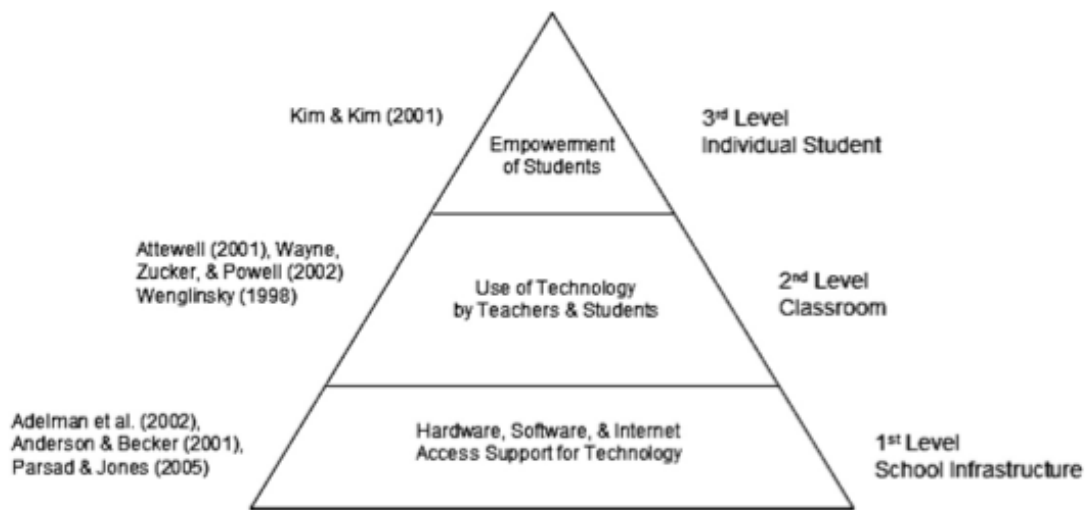 Kim & Kim (2001)
Empowerment
of Students
3rd Level
Individual Student
Attewell (2001), Wayne,
Zucker, & Powell (2002)
Wenglinsky (1998)
Use of Technology
by Teachers & Students
2nd Level
Classroom
Adelman et al. (2002),
Anderson & Becker (2001),
Parsad & Jones (2005)
Hardware, Software, & Internet
Access Support for Technology
1st Level
School Infrastructure